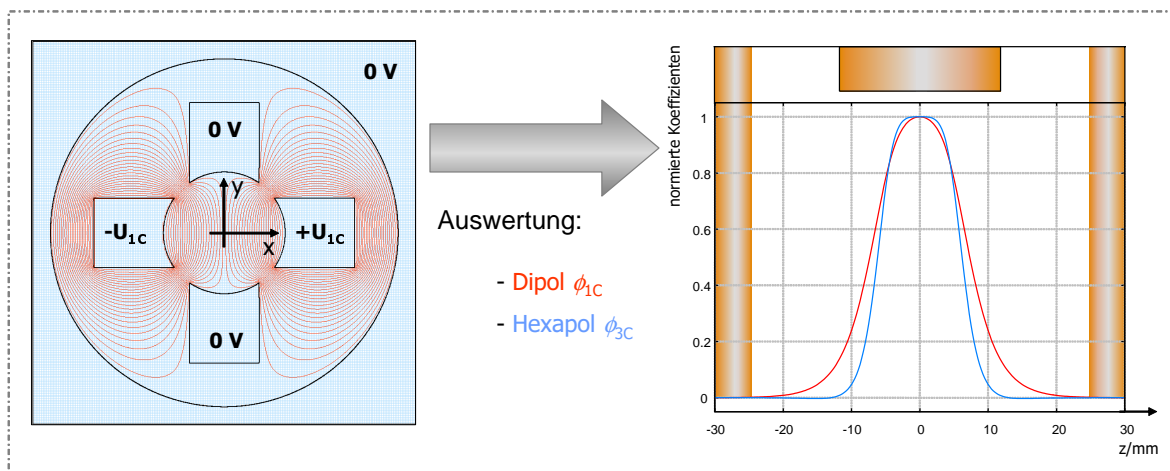 0 V
0 V
y
-U1C
x
+U1C
0 V
Auswertung:
- Dipol ϕ1C
- Hexapol ϕ3C
normierte Koeffizienten
1
0.8
0.6
0.4
0.2
0
-30 -20 -10 0 10 20 30
z/mm